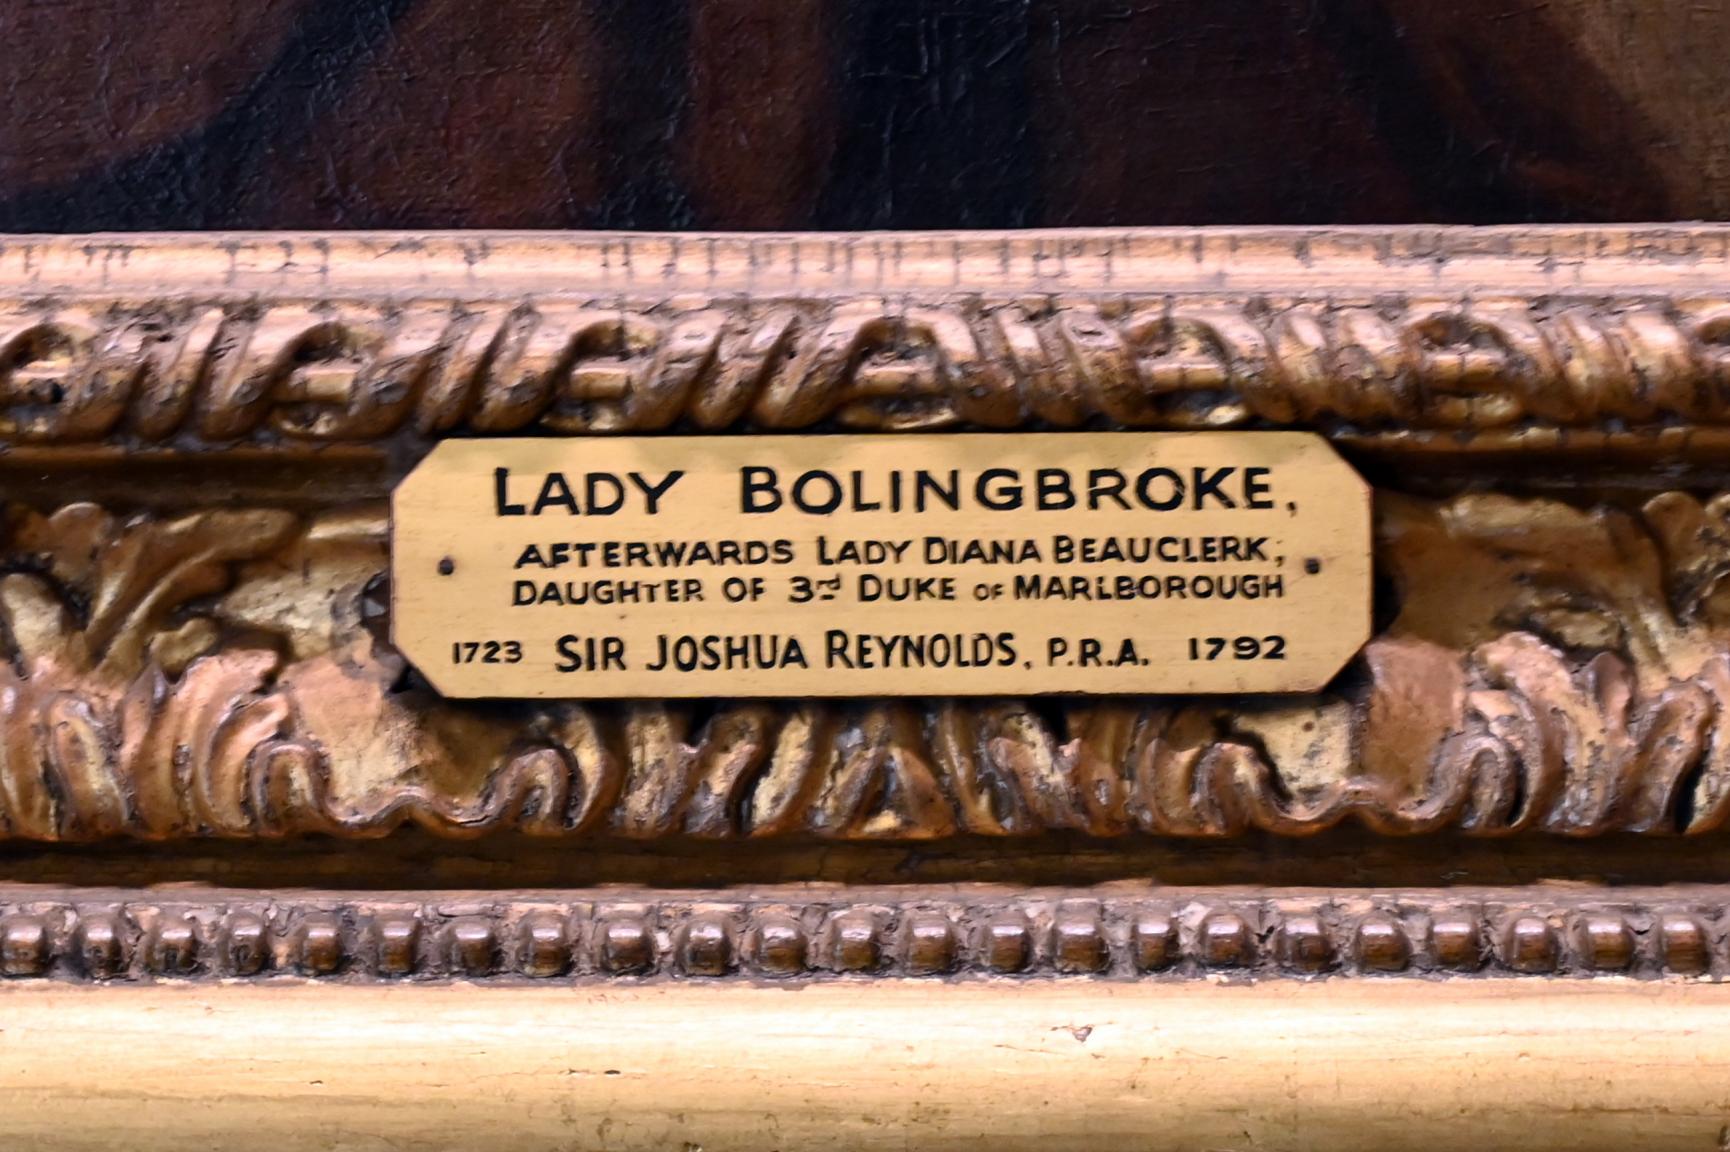 LADY BOLINGBROKE,
AFTERWARDS LADY DIANA BEAUCLERK;
DAUGHTER OF 3rd DUKE OF MARLBOROUGH
1723 SIR JOSHUA REYNOLDS, P.R.A. 1792